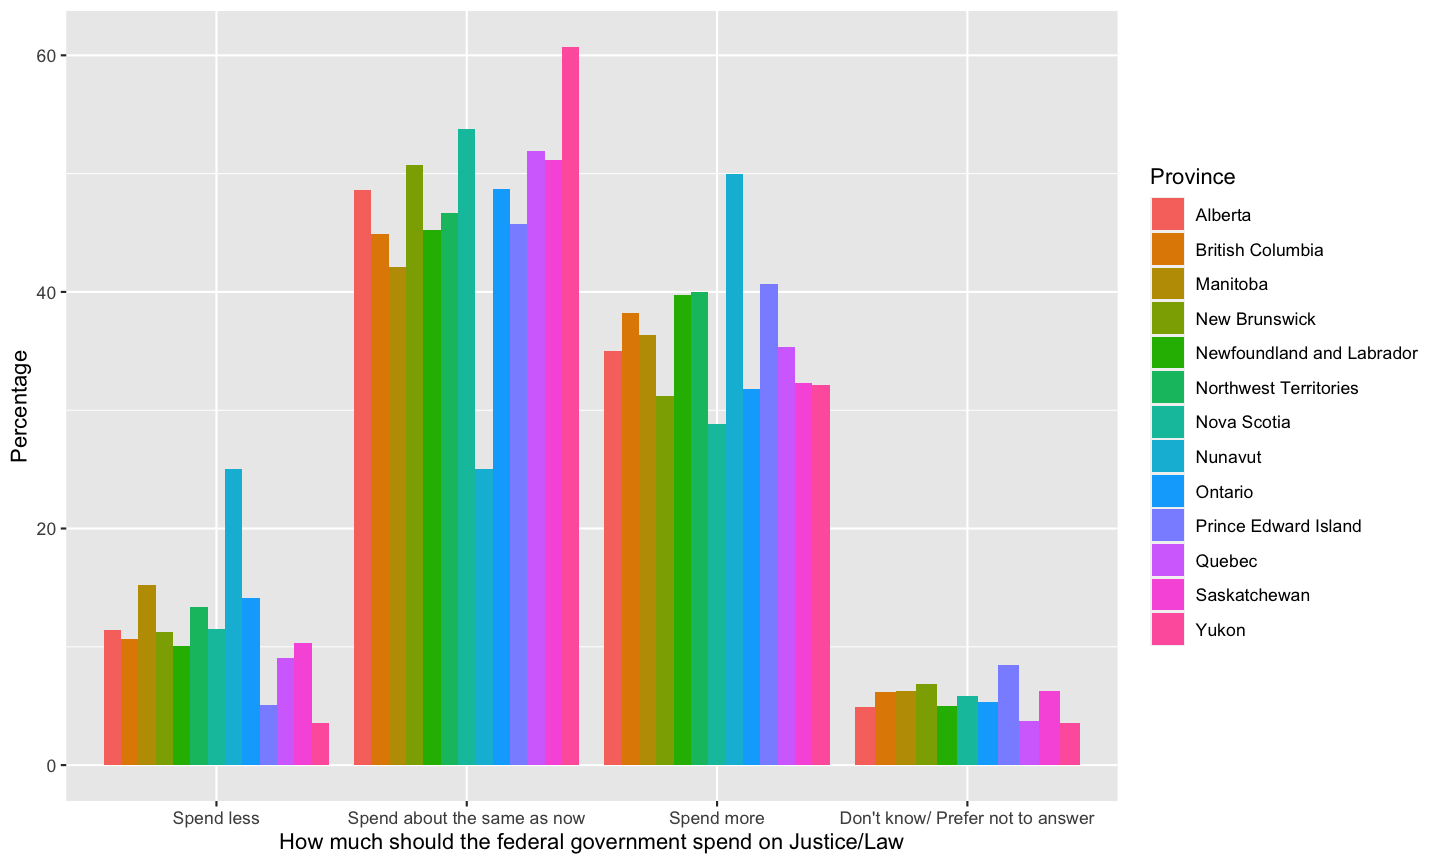 60
40
20
0
Percentage
Spend less
Spend about the same as now
Spend more
Don't know/ Prefer not to answer
How much should the federal government spend on Justice/Law
Province
Alberta
British Columbia
Manitoba
New Brunswick
Newfoundland and Labrador
Northwest Territories
Nova Scotia
Nunavut
Ontario
Prince Edward Island
Quebec
Saskatchewan
Yukon